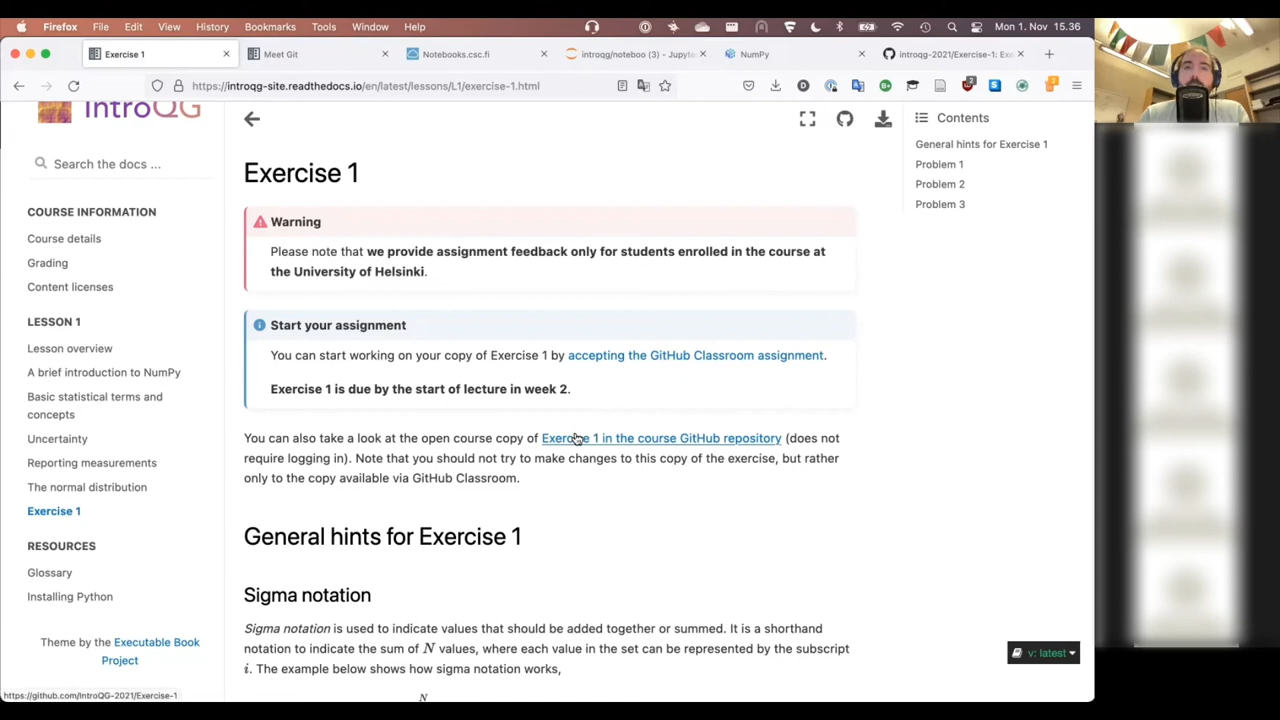 Firefox File Edit View History Bookmarks Tools Window Help Mon 1. Nov 15.36
Exercise 1 Meet Git Notebooks.csc.fi introqg/noteboo (3) - Jupyte NumPy introqg-2021/Exercise-1: Ex
https://introqg-site.readthedocs.io/en/latest/lessons/L1/exercise-1.html
IntroQG
Search the docs ...
COURSE INFORMATION
Course details
Grading
Content licenses
LESSON 1
Lesson overview
A brief introduction to NumPy
Basic statistical terms and
concepts
Uncertainty
Reporting measurements
The normal distribution
Exercise 1
RESOURCES
Glossary
Installing Python
Theme by the Executable Book
Project
https://github.com/IntroQG-2021/Exercise-1
Exercise 1
Warning
Please note that we provide assignment feedback only for students enrolled in the course at
the University of Helsinki.
Start your assignment
You can start working on your copy of Exercise 1 by accepting the GitHub Classroom assignment.
Exercise 1 is due by the start of lecture in week 2.
You can also take a look at the open course copy of Exercise 1 in the course GitHub repository (does not
require logging in). Note that you should not try to make changes to this copy of the exercise, but rather
only to the copy available via GitHub Classroom.
General hints for Exercise 1
Sigma notation
Sigma notation is used to indicate values that should be added together or summed. It is a shorthand
notation to indicate the sum of N values, where each value in the set can be represented by the subscript
i. The example below shows how sigma notation works,
N
Contents
General hints for Exercise 1
Problem 1
Problem 2
Problem 3
v: latest